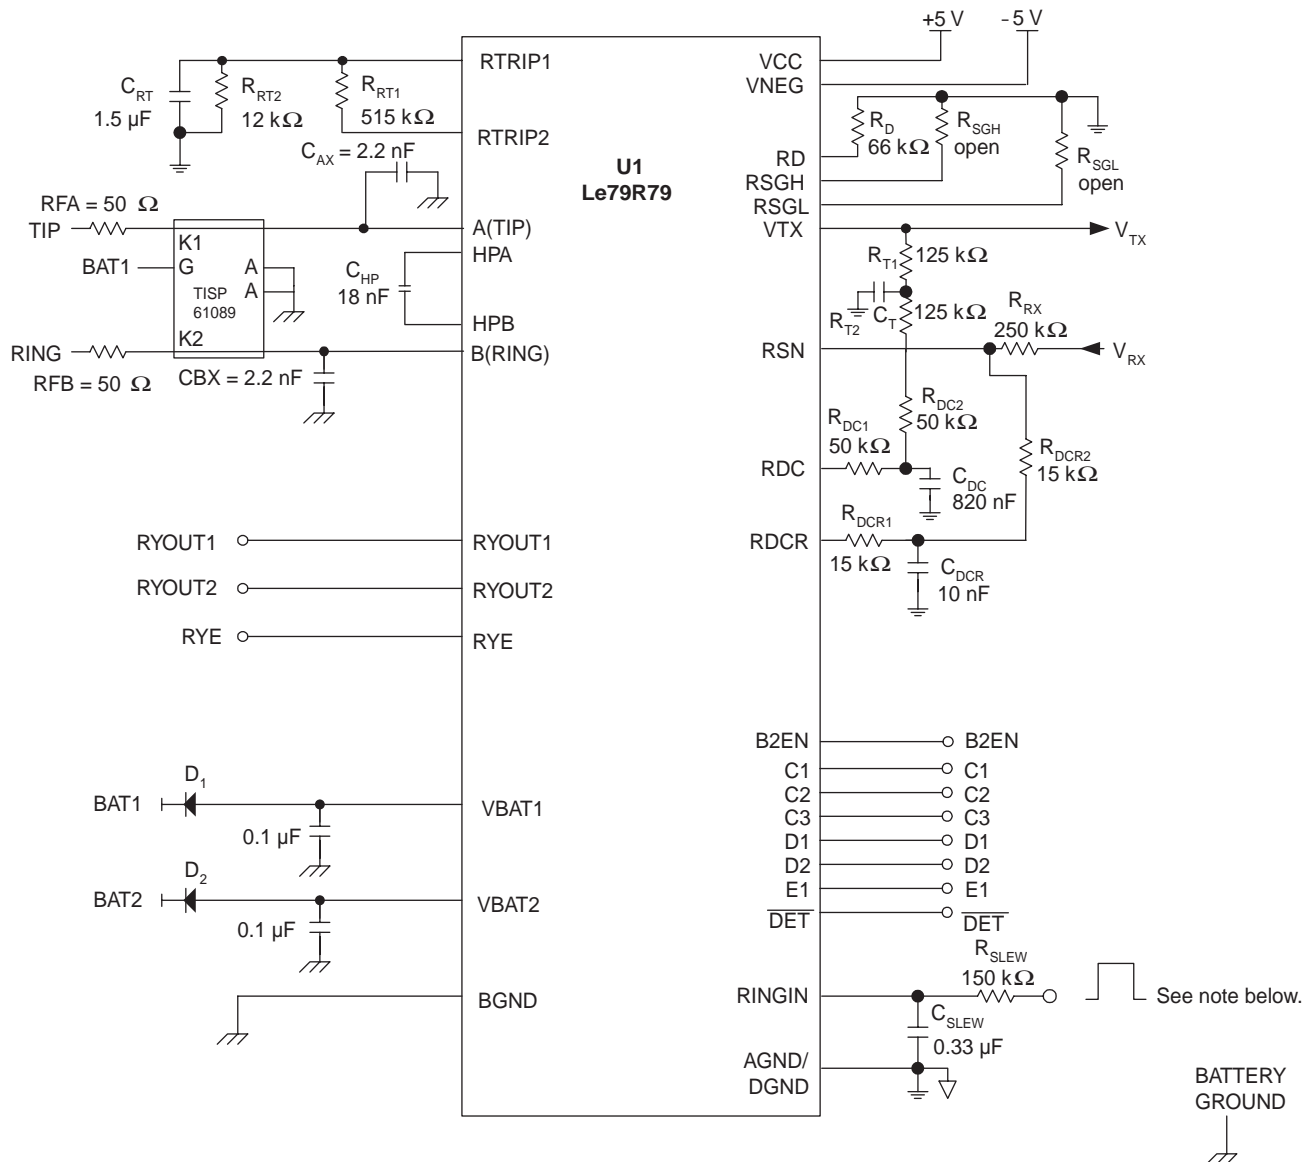 +5 V
-5 V
RTRIP1
VCC
VNEG
C_RT
1.5 µF
R_RT2
12 kΩ
R_RT1
515 kΩ
R_D
66 kΩ
R_SGH
open
R_SGL
open
RTRIP2
C_AX = 2.2 nF
U1
Le79R79
RD
RSGH
RSGL
RFA = 50 Ω
TIP
A(TIP)
VTX
V_TX
K1
BAT1
G
A
A
TISP
61089
K2
HPA
C_HP
18 nF
HPB
R_T1
125 kΩ
C_T
R_T2
125 kΩ
R_RX
250 kΩ
RING
B(RING)
RSN
V_RX
RFB = 50 Ω
CBX = 2.2 nF
R_DC2
50 kΩ
R_DC1
50 kΩ
RDC
R_DCR2
15 kΩ
C_DC
820 nF
R_DCR1
15 kΩ
RDCR
C_DCR
10 nF
RYOUT1
RYOUT1
RYOUT2
RYOUT2
RYE
RYE
B2EN
B2EN
C1
C1
C2
C2
C3
C3
D1
D1
D2
D2
E1
E1
DET
DET
D_1
BAT1
VBAT1
0.1 µF
D_2
BAT2
VBAT2
0.1 µF
BGND
R_SLEW
150 kΩ
RINGIN
See note below.
C_SLEW
0.33 µF
AGND/
DGND
BATTERY
GROUND